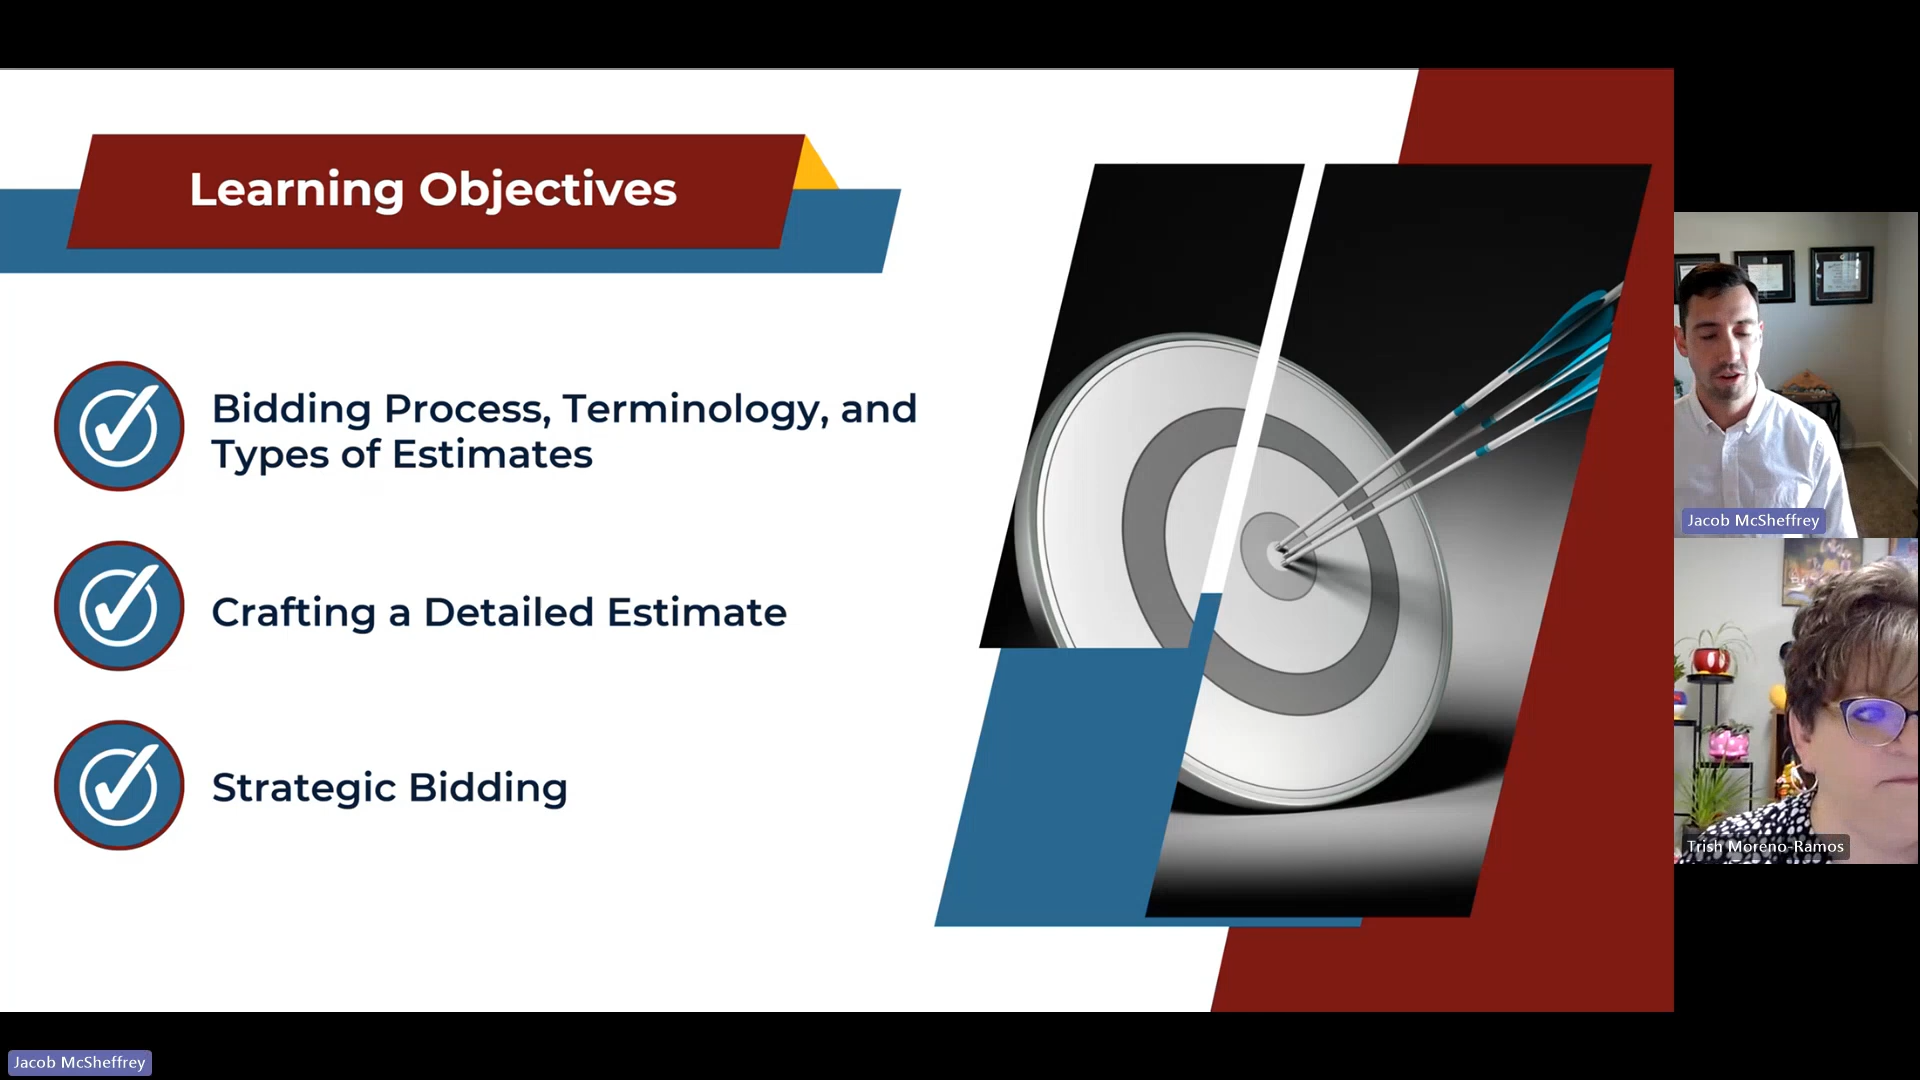 Learning Objectives
Bidding Process, Terminology, and
Types of Estimates
Crafting a Detailed Estimate
Strategic Bidding
Jacob McSheffrey
Trish Moreno-Ramos
Jacob McSheffrey